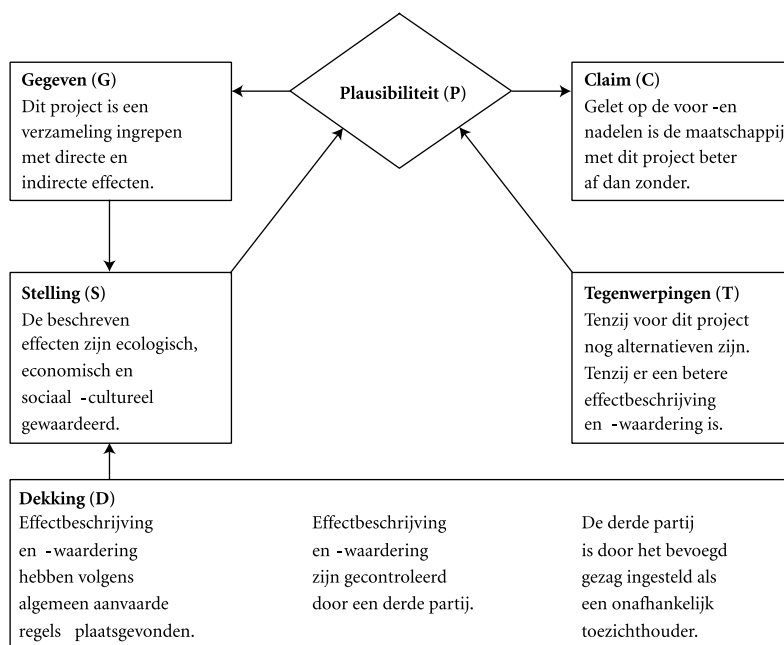 Gegeven (G)
Dit project is een
verzameling ingrepen
met directe en
indirecte effecten.
Plausibiliteit (P)
Claim (C)
Gelet op de voor -en
nadelen is de maatschappij
met dit project beter
af dan zonder.
Stelling (S)
De beschreven
effecten zijn ecologisch,
economisch en
sociaal -cultureel
gewaardeerd.
Tegenwerpingen (T)
Tenzij voor dit project
nog alternatieven zijn.
Tenzij er een betere
effectbeschrijving
en -waardering is.
Dekking (D)
Effectbeschrijving
en -waardering
hebben volgens
algemeen aanvaarde
regels plaatsgevonden.
Effectbeschrijving
en -waardering
zijn gecontroleerd
door een derde partij.
De derde partij
is door het bevoegd
gezag ingesteld als
een onafhankelijk
toezichthouder.